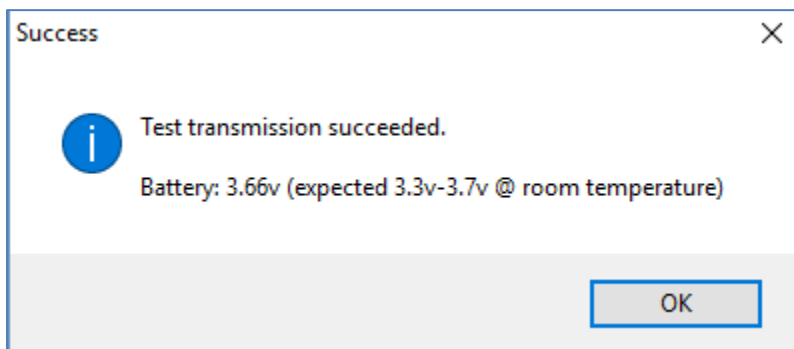 Success
Test transmission succeeded.
Battery: 3.66v (expected 3.3v-3.7v @ room temperature)
OK